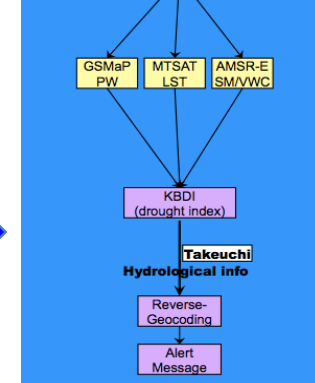 GSMaP
PW
MTSAT
LST
AMSR-E
SM/VWC
KBDI
(drought index)
Takeuchi
Hydrological info
Reverse-
Geocoding
Alert
Message